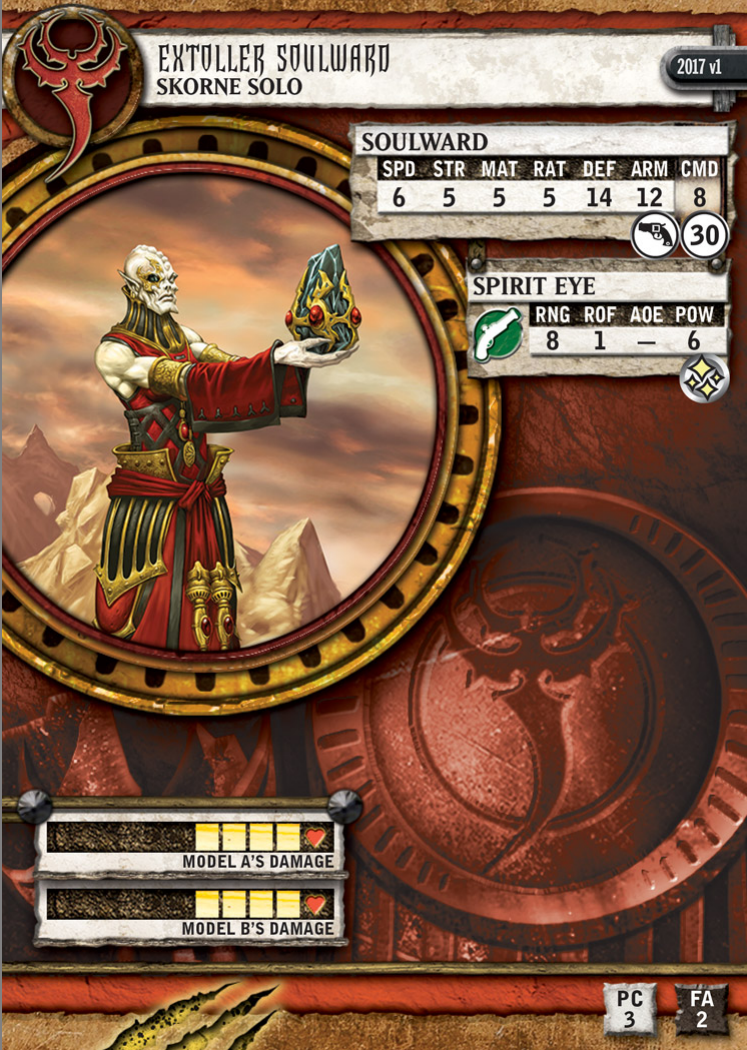 EXTOLLER SOULWARD
SKORNE SOLO
2017 v1
SOULWARD
SPD STR MAT RAT DEF ARM CMD
6 5 5 5 14 12 8
30
SPIRIT EYE
RNG ROF AOE POW
8 1 — 6
MODEL A'S DAMAGE
MODEL B'S DAMAGE
PC FA
3 2